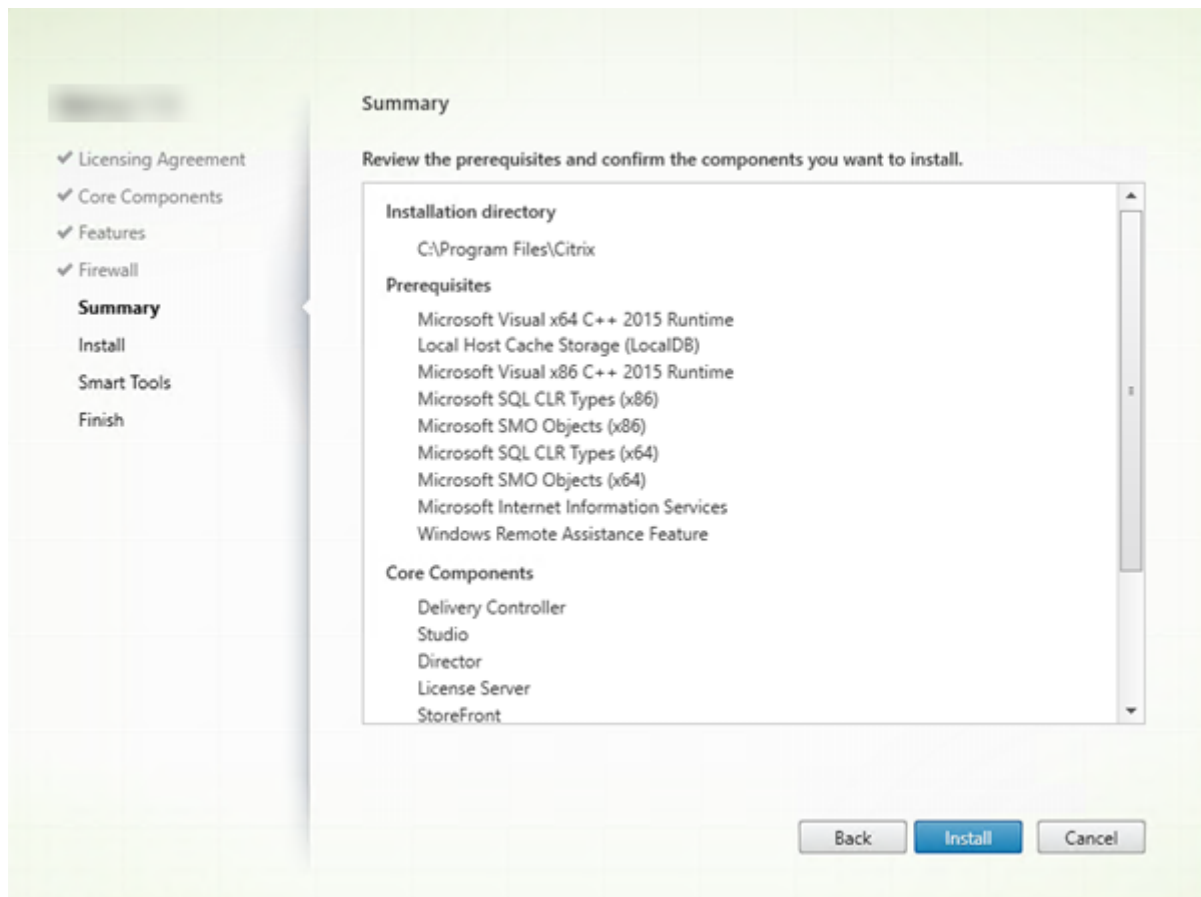 Licensing Agreement
Core Components
Features
Firewall
Summary
Install
Smart Tools
Finish
Summary
Review the prerequisites and confirm the components you want to install.
Installation directory
C:\Program Files\Citrix
Prerequisites
Microsoft Visual x64 C++ 2015 Runtime
Local Host Cache Storage (LocalDB)
Microsoft Visual x86 C++ 2015 Runtime
Microsoft SQL CLR Types (x86)
Microsoft SMO Objects (x86)
Microsoft SQL CLR Types (x64)
Microsoft SMO Objects (x64)
Microsoft Internet Information Services
Windows Remote Assistance Feature
Core Components
Delivery Controller
Studio
Director
License Server
StoreFront
Back Install Cancel